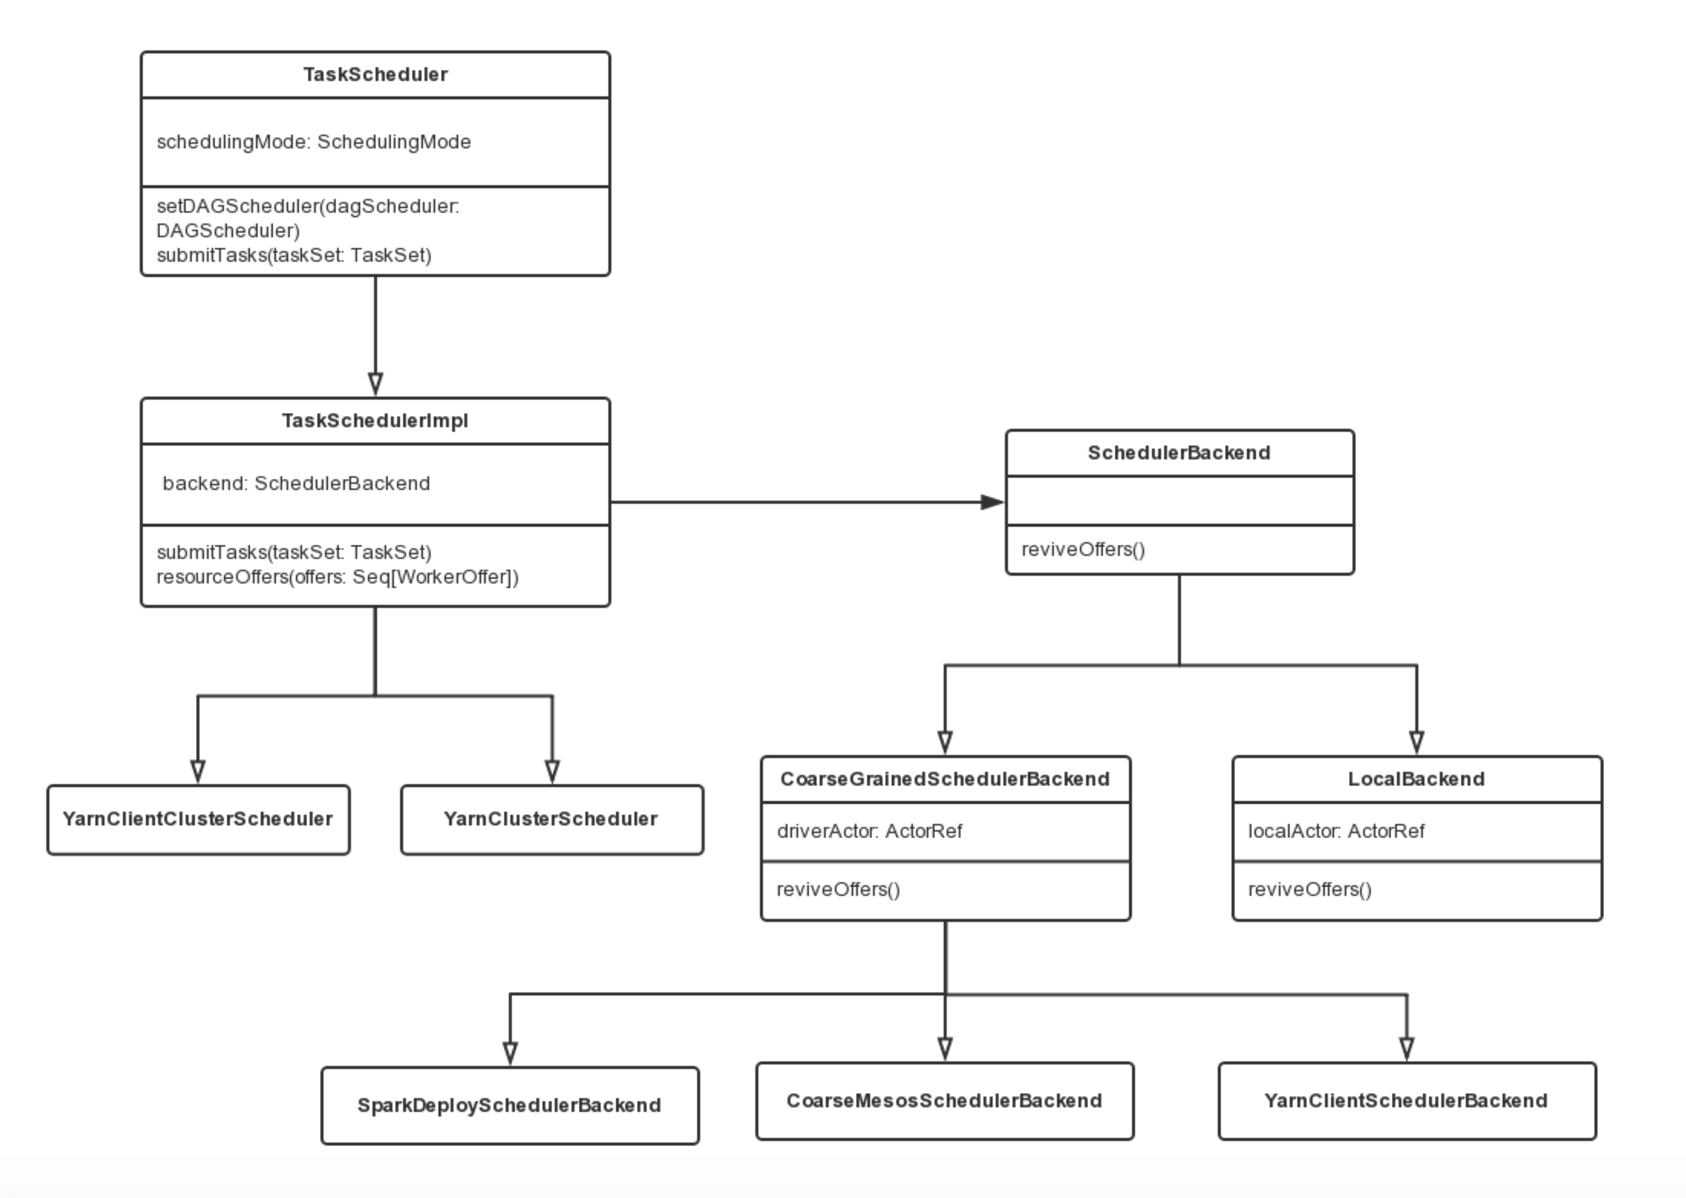 TaskScheduler
schedulingMode: SchedulingMode
setDAGScheduler(dagScheduler:
DAGScheduler)
submitTasks(taskSet: TaskSet)
TaskSchedulerImpl
backend: SchedulerBackend
submitTasks(taskSet: TaskSet)
resourceOffers(offers: Seq[WorkerOffer])
SchedulerBackend
reviveOffers()
YarnClientClusterScheduler
YarnClusterScheduler
CoarseGrainedSchedulerBackend
driverActor: ActorRef
reviveOffers()
LocalBackend
localActor: ActorRef
reviveOffers()
SparkDeploySchedulerBackend
CoarseMesosSchedulerBackend
YarnClientSchedulerBackend